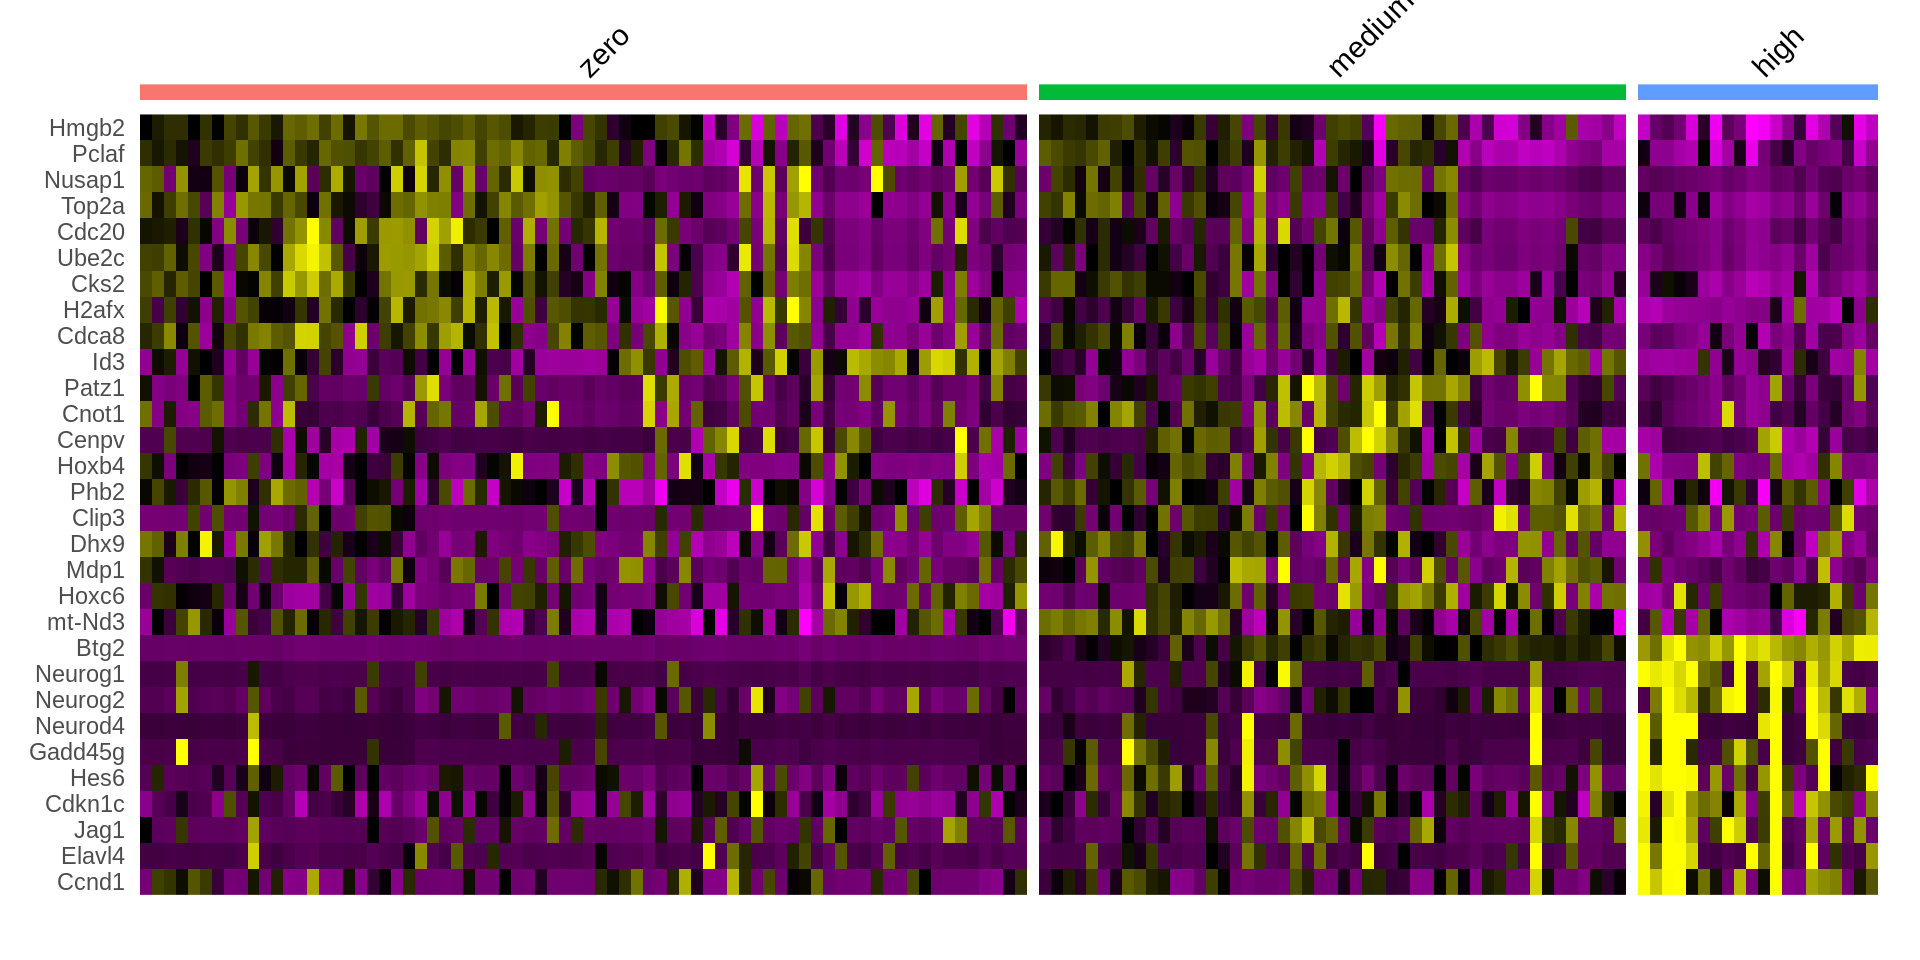 zero
medium
high
Hmgb2
Pclaf
Nusap1
Top2a
Cdc20
Ube2c
Cks2
H2afx
Cdca8
Id3
Patz1
Cnot1
Cenpv
Hoxb4
Phb2
Clip3
Dhx9
Mdp1
Hoxc6
mt-Nd3
Btg2
Neurog1
Neurog2
Neurod4
Gadd45g
Hes6
Cdkn1c
Jag1
Elavl4
Ccnd1